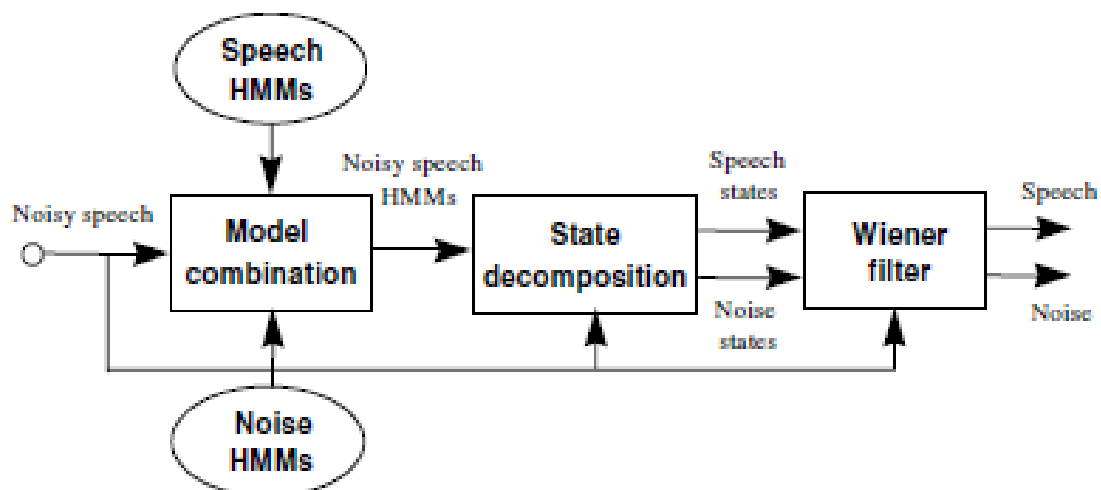 Speech
HMMs
Noisy speech
HMMs
Speech
states
Noisy speech
Model
combination
State
decomposition
Wiener
filter
Speech
Noise
Noise
states
Noise
HMMs